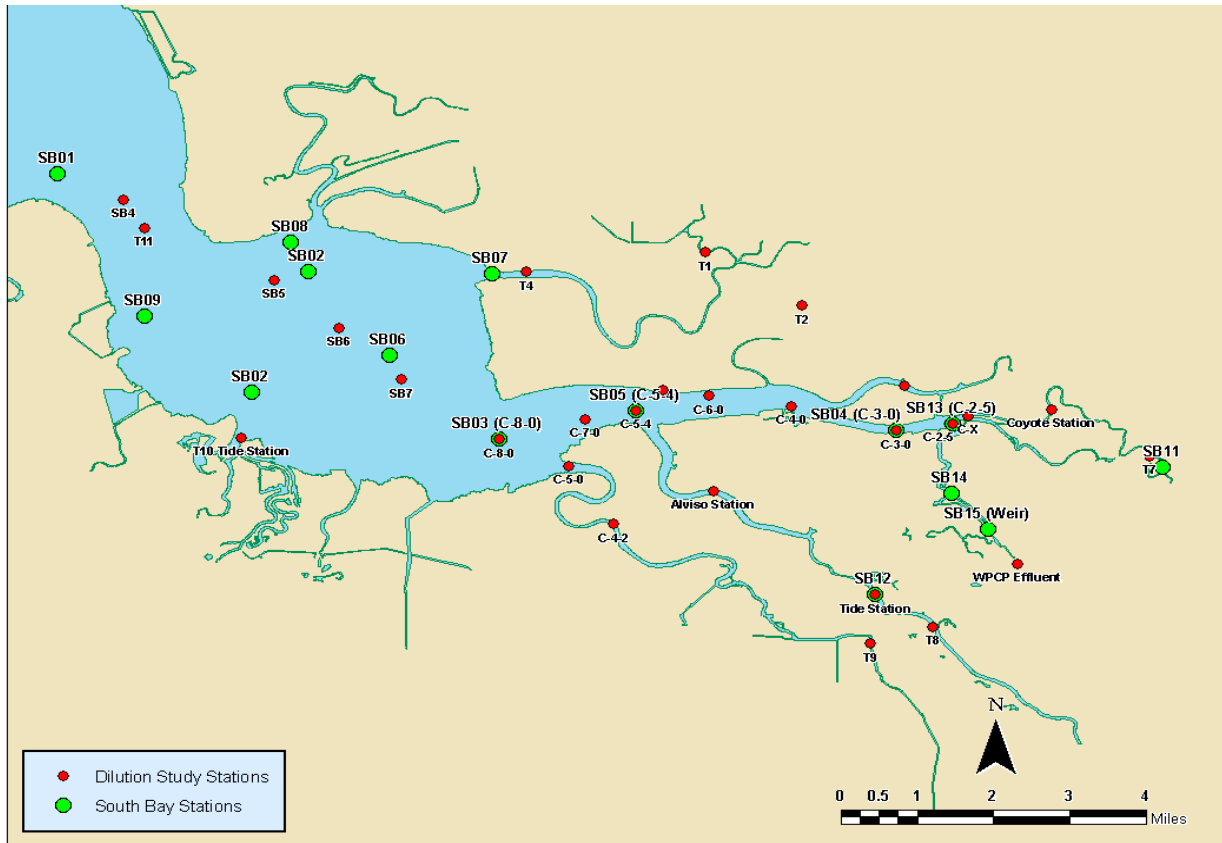 SB01
SB4
T11
SB08
SB02
SB5
SB07
T4
T1
T2
SB09
SB6
SB06
SB7
SB02
T10 Tide Station
SB03 (C-8-0)
C-8-0
C-7-0
SB05 (C-5-4)
C-5-4
C-6-0
C-4-0
SB04 (C-3-0)
C-3-0
SB13 (C-2-5)
C-2-5
C-X
Coyote Station
SB11
T7
C-5-0
C-4-2
Alviso Station
SB14
SB15 (Weir)
WPCP Effluent
SB12
Tide Station
T8
T9
N
Dilution Study Stations
South Bay Stations
0 0.5 1 2 3 4
Miles